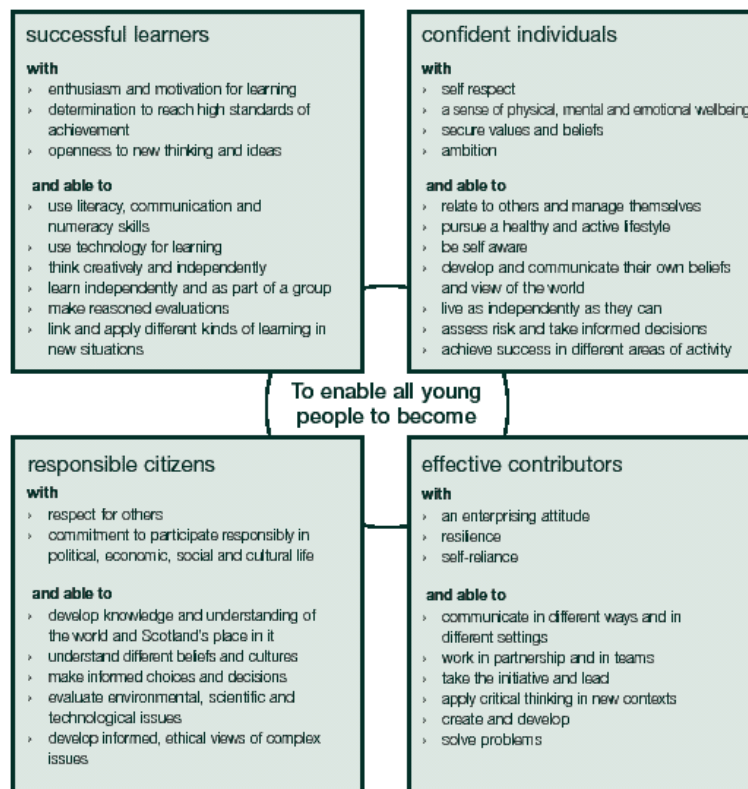 successful learners
with
› enthusiasm and motivation for learning
› determination to reach high standards of
achievement
› openness to new thinking and ideas
and able to
› use literacy, communication and
numeracy skills
› use technology for learning
› think creatively and independently
› learn independently and as part of a group
› make reasoned evaluations
› link and apply different kinds of learning in
new situations
confident individuals
with
› self respect
› a sense of physical, mental and emotional wellbeing
› secure values and beliefs
› ambition
and able to
› relate to others and manage themselves
› pursue a healthy and active lifestyle
› be self aware
› develop and communicate their own beliefs
and view of the world
› live as independently as they can
› assess risk and take informed decisions
› achieve success in different areas of activity
To enable all young
people to become
responsible citizens
with
› respect for others
› commitment to participate responsibly in
political, economic, social and cultural life
and able to
› develop knowledge and understanding of
the world and Scotland's place in it
› understand different beliefs and cultures
› make informed choices and decisions
› evaluate environmental, scientific and
technological issues
› develop informed, ethical views of complex
issues
effective contributors
with
› an enterprising attitude
› resilience
› self-reliance
and able to
› communicate in different ways and in
different settings
› work in partnership and in teams
› take the initiative and lead
› apply critical thinking in new contexts
› create and develop
› solve problems